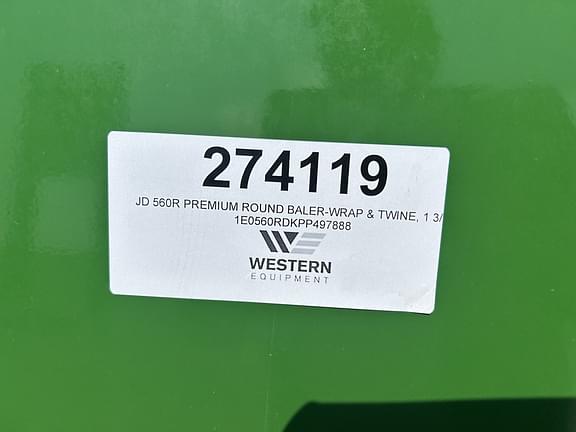 274119
JD 560R PREMIUM ROUND BALER-WRAP & TWINE, 1 3/
1E0560RDKPP497888
WESTERN
EQUIPMENT